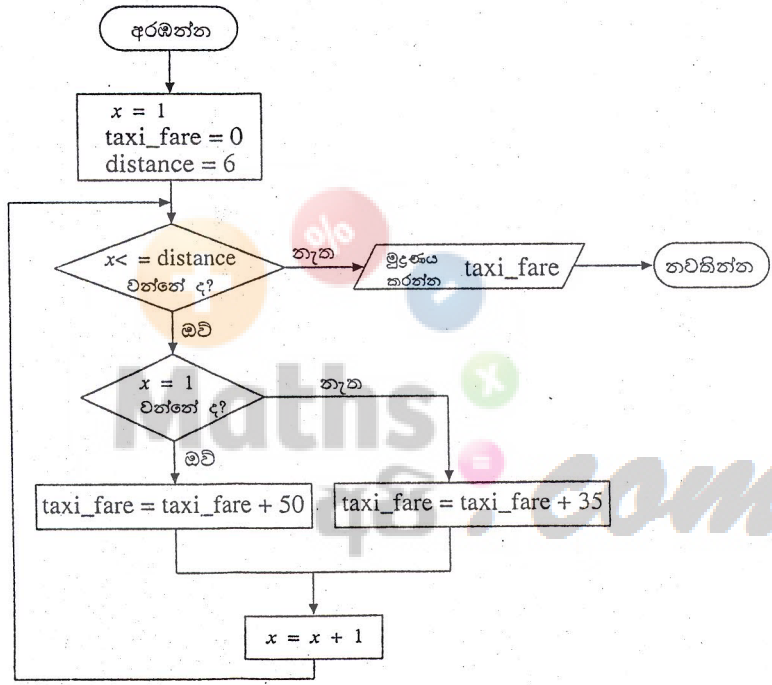 අරඹන්න
x = 1
taxi_fare = 0
distance = 6
x< = distance
වන්නේ ද?
නැත
මුද්‍රණය
කරන්න
taxi_fare
නවතින්න
ඔව්
x = 1
වන්නේ ද?
නැත
ඔව්
taxi_fare = taxi_fare + 50
taxi_fare = taxi_fare + 35
x = x + 1
Maths
අපි.com